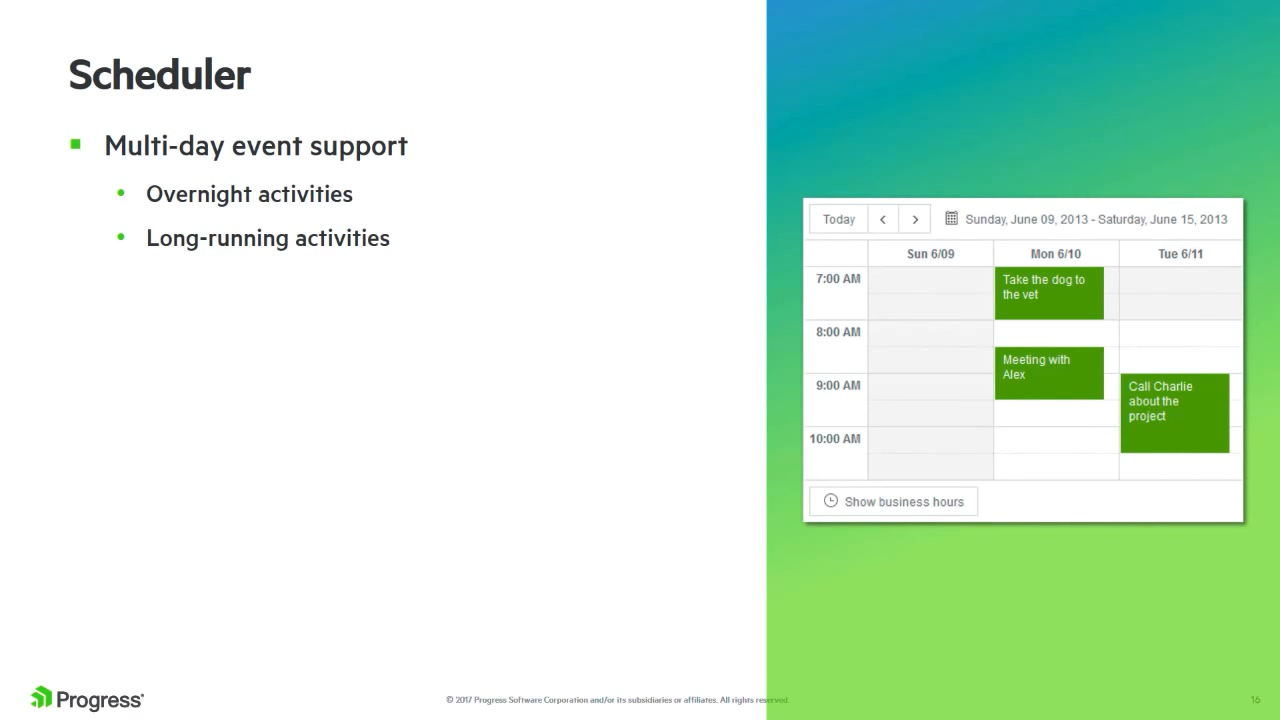 Scheduler
Multi-day event support
Overnight activities
Long-running activities
Today
Sunday, June 09, 2013 - Saturday, June 15, 2013
Sun 6/09 Mon 6/10 Tue 6/11
7:00 AM
Take the dog to
the vet
8:00 AM
Meeting with
Alex
9:00 AM
Call Charlie
about the
project
10:00 AM
Show business hours
Progress®
© 2017 Progress Software Corporation and/or its subsidiaries or affiliates. All rights reserved.
16